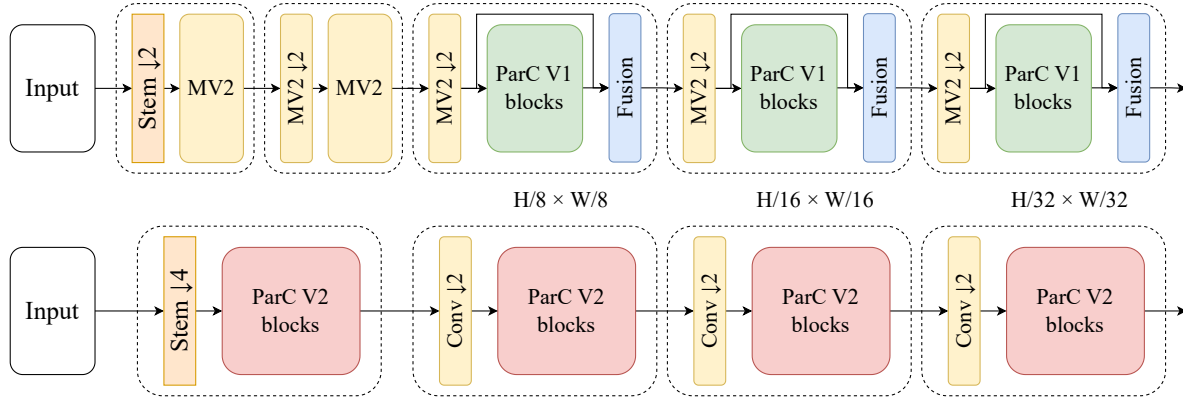 Input
Stem ↓2
MV2
MV2 ↓2
MV2
MV2 ↓2
ParC V1
blocks
Fusion
MV2 ↓2
ParC V1
blocks
Fusion
MV2 ↓2
ParC V1
blocks
Fusion
H/8 × W/8
H/16 × W/16
H/32 × W/32
Input
Stem ↓4
ParC V2
blocks
Conv ↓2
ParC V2
blocks
Conv ↓2
ParC V2
blocks
Conv ↓2
ParC V2
blocks